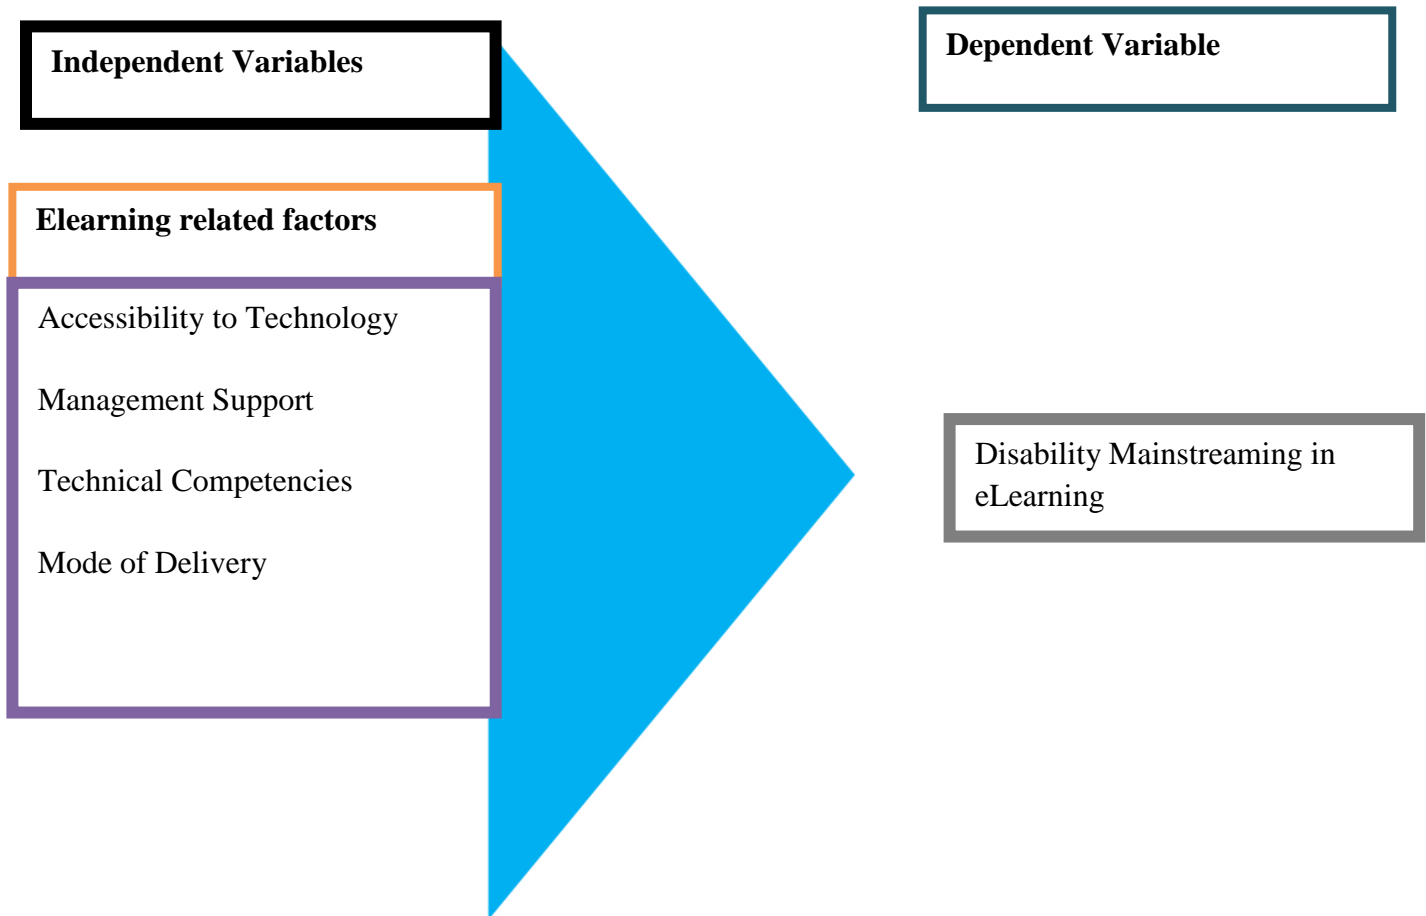 Independent Variables
Dependent Variable
Elearning related factors
Accessibility to Technology
Management Support
Technical Competencies
Mode of Delivery
Disability Mainstreaming in
eLearning